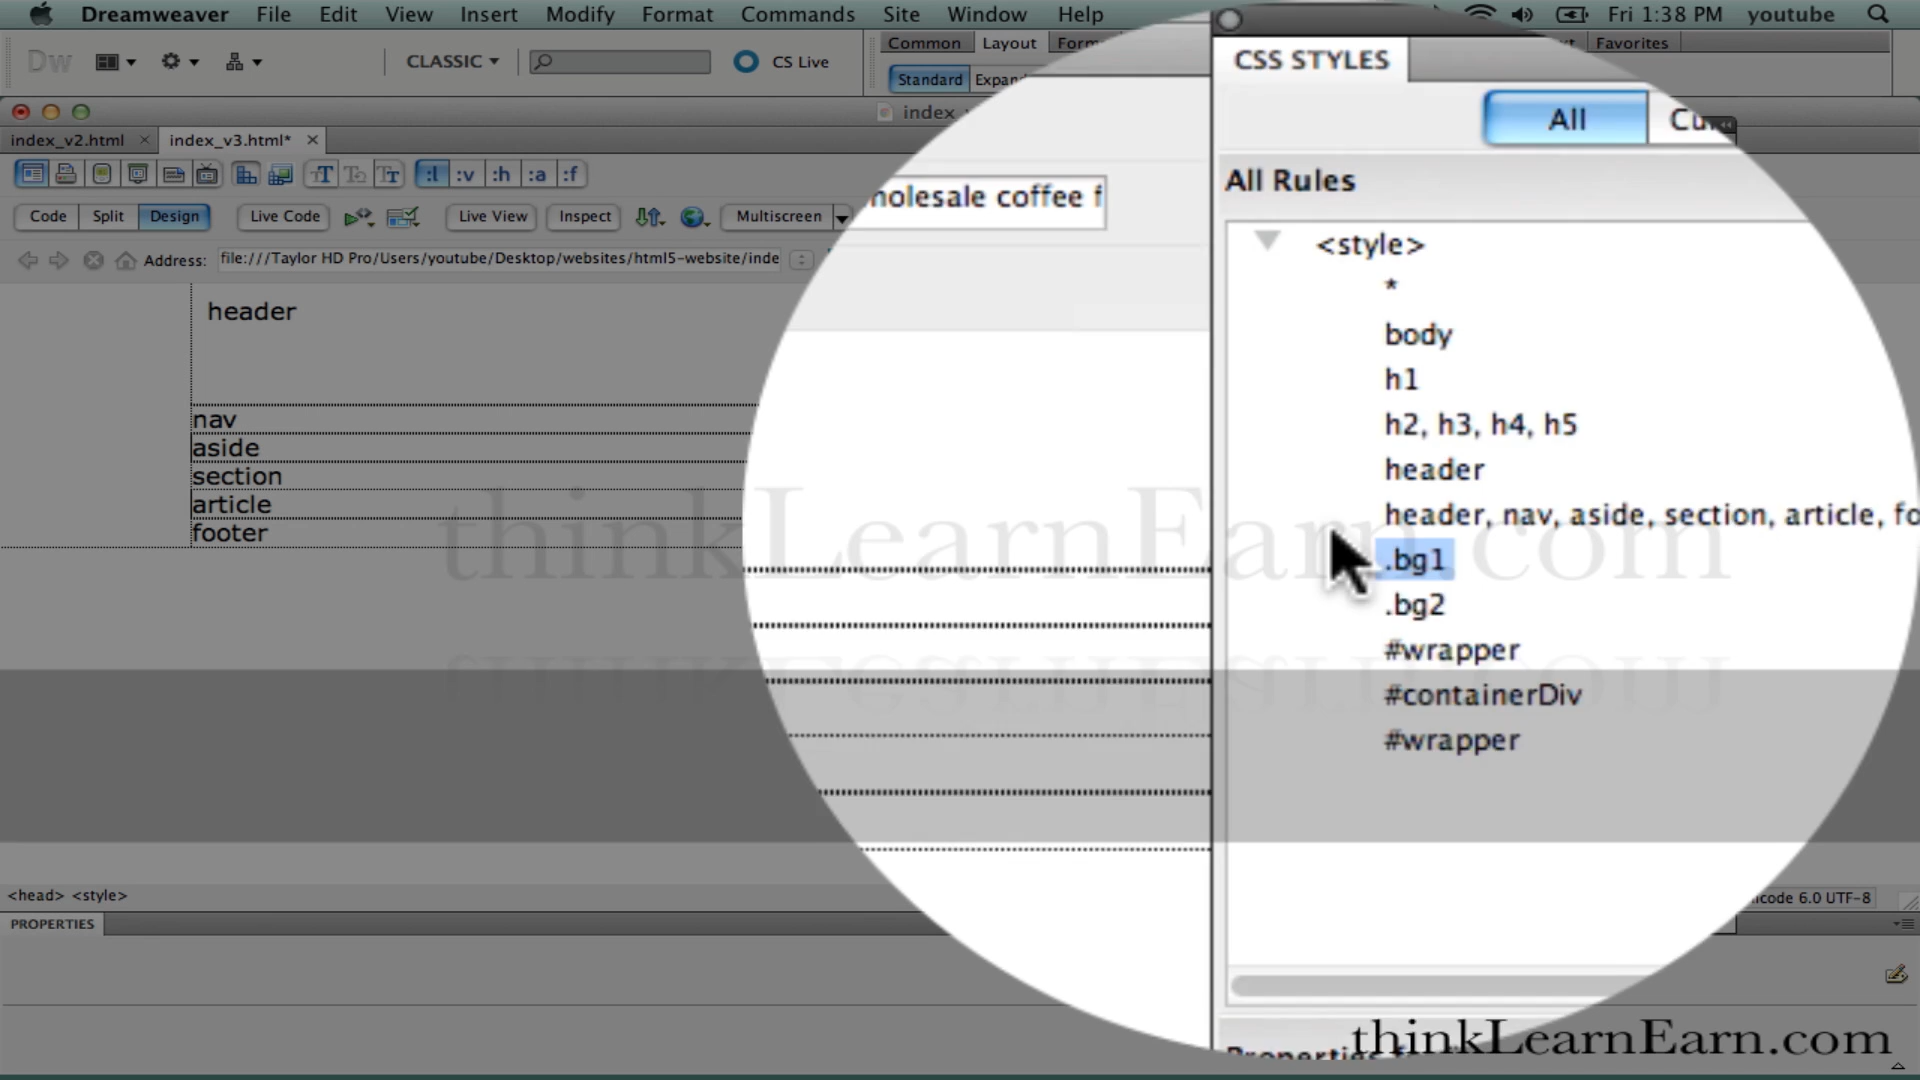 Dreamweaver File Edit View Insert Modify Format Commands Site Window Help Fri 1:38 PM youtube
Dw CLASSIC CS Live
Common Layout Favorites
Standard
index_v2.html index_v3.html*
:l :v :h :a :f
Code Split Design Live Code Live View Inspect Multiscreen
Address: file:///Taylor HD Pro/Users/youtube/Desktop/websites/html5-website/inde
header
nav
aside
section
article
footer
holesale coffee f
CSS STYLES
All
All Rules
<style>
*
body
h1
h2, h3, h4, h5
header
header, nav, aside, section, article, fo
.bg1
.bg2
#wrapper
#containerDiv
#wrapper
thinkLearnEarn.com
<head> <style>
icode 6.0 UTF-8
PROPERTIES
thinkLearnEarn.com